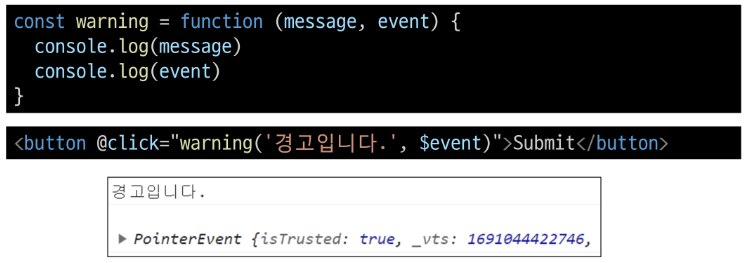 const warning = function (message, event) {
  console.log(message)
  console.log(event)
}
<button @click="warning('경고입니다.', $event)">Submit</button>
경고입니다.
▶ PointerEvent {isTrusted: true, _vts: 1691044422746,